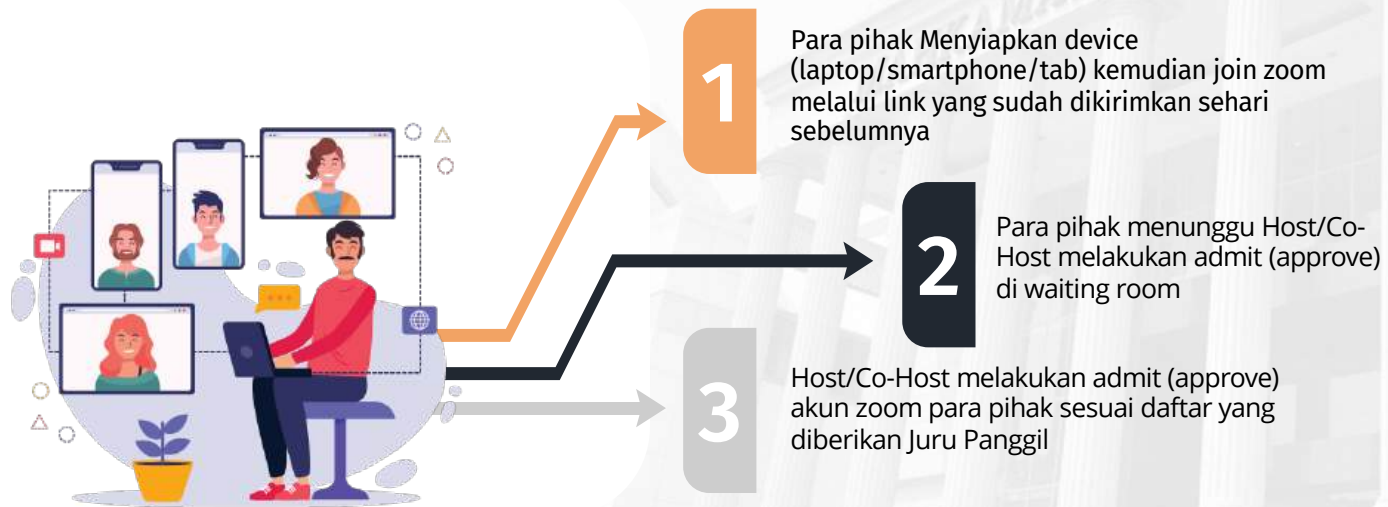 1
Para pihak Menyiapkan device
(laptop/smartphone/tab) kemudian join zoom
melalui link yang sudah dikirimkan sehari
sebelumnya
2
Para pihak menunggu Host/Co-
Host melakukan admit (approve)
di waiting room
3
Host/Co-Host melakukan admit (approve)
akun zoom para pihak sesuai daftar yang
diberikan Juru Panggil